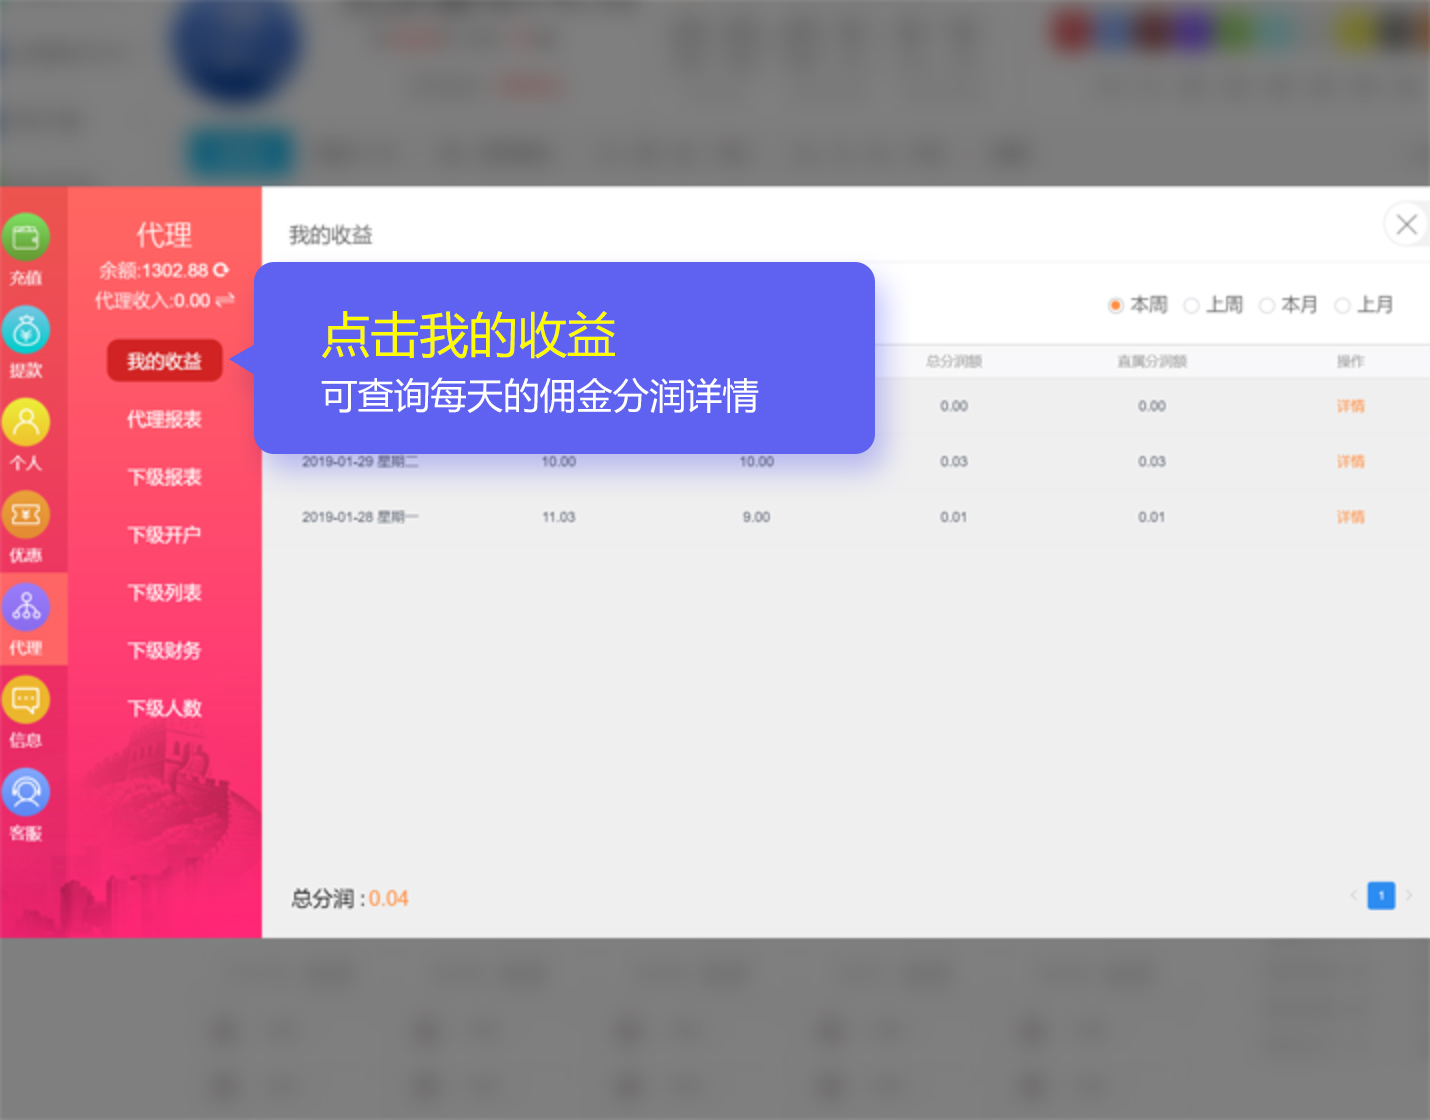 充值
提款
个人
优惠
代理
信息
客服
代理
余额:1302.88
代理收入:0.00
我的收益
代理报表
下级报表
下级开户
下级列表
下级财务
下级人数
我的收益
点击我的收益
可查询每天的佣金分润详情
本周 上周 本月 上月
总分润额 直属分润额 操作
0.00 0.00 详情
2019-01-29 星期二 10.00 10.00 0.03 0.03 详情
2019-01-28 星期一 11.03 9.00 0.01 0.01 详情
总分润 :0.04
1